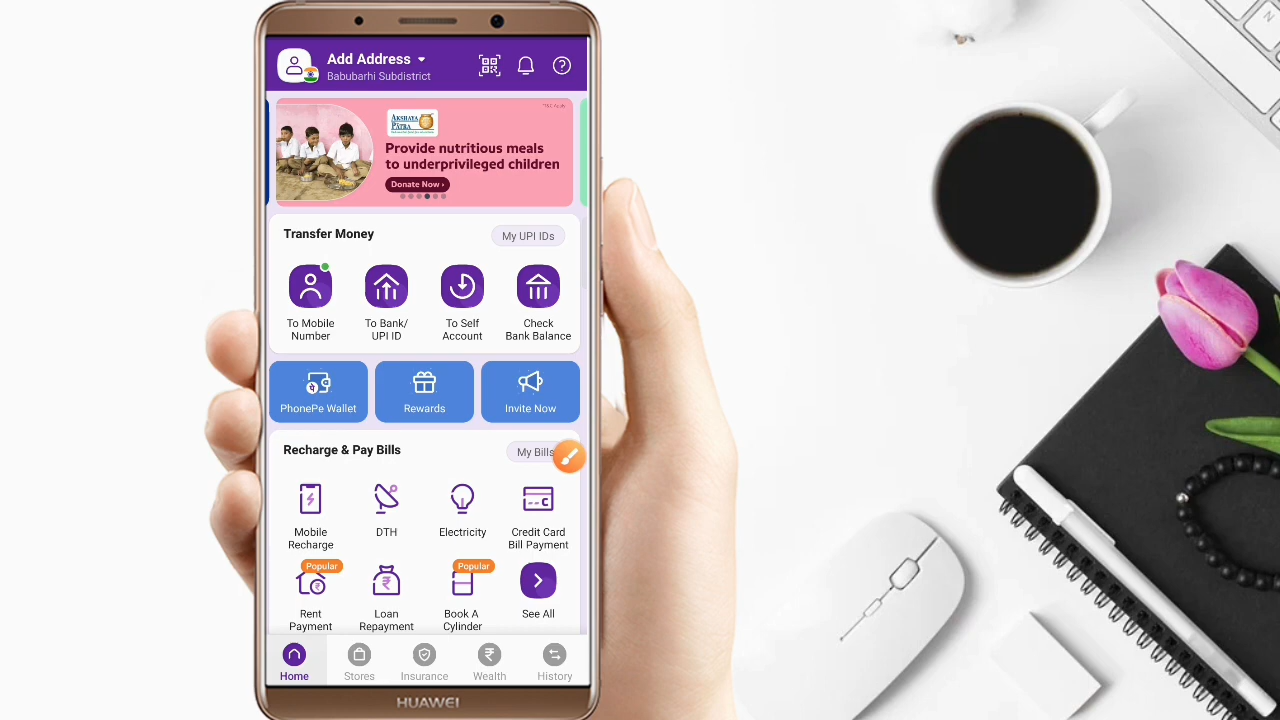 Add Address
Babubarhi Subdistrict
AKSHAYA
PATRA
Provide nutritious meals
to underprivileged children
Donate Now ›
Transfer Money
My UPI IDs
To Mobile
Number
To Bank/
UPI ID
To Self
Account
Check
Bank Balance
पे
PhonePe Wallet
Rewards
Invite Now
Recharge & Pay Bills
My Bills
Mobile
Recharge
DTH
Electricity
Credit Card
Bill Payment
Popular
Rent
Payment
Loan
Repayment
Popular
Book A
Cylinder
See All
Home
Stores
Insurance
Wealth
History
HUAWEI
N